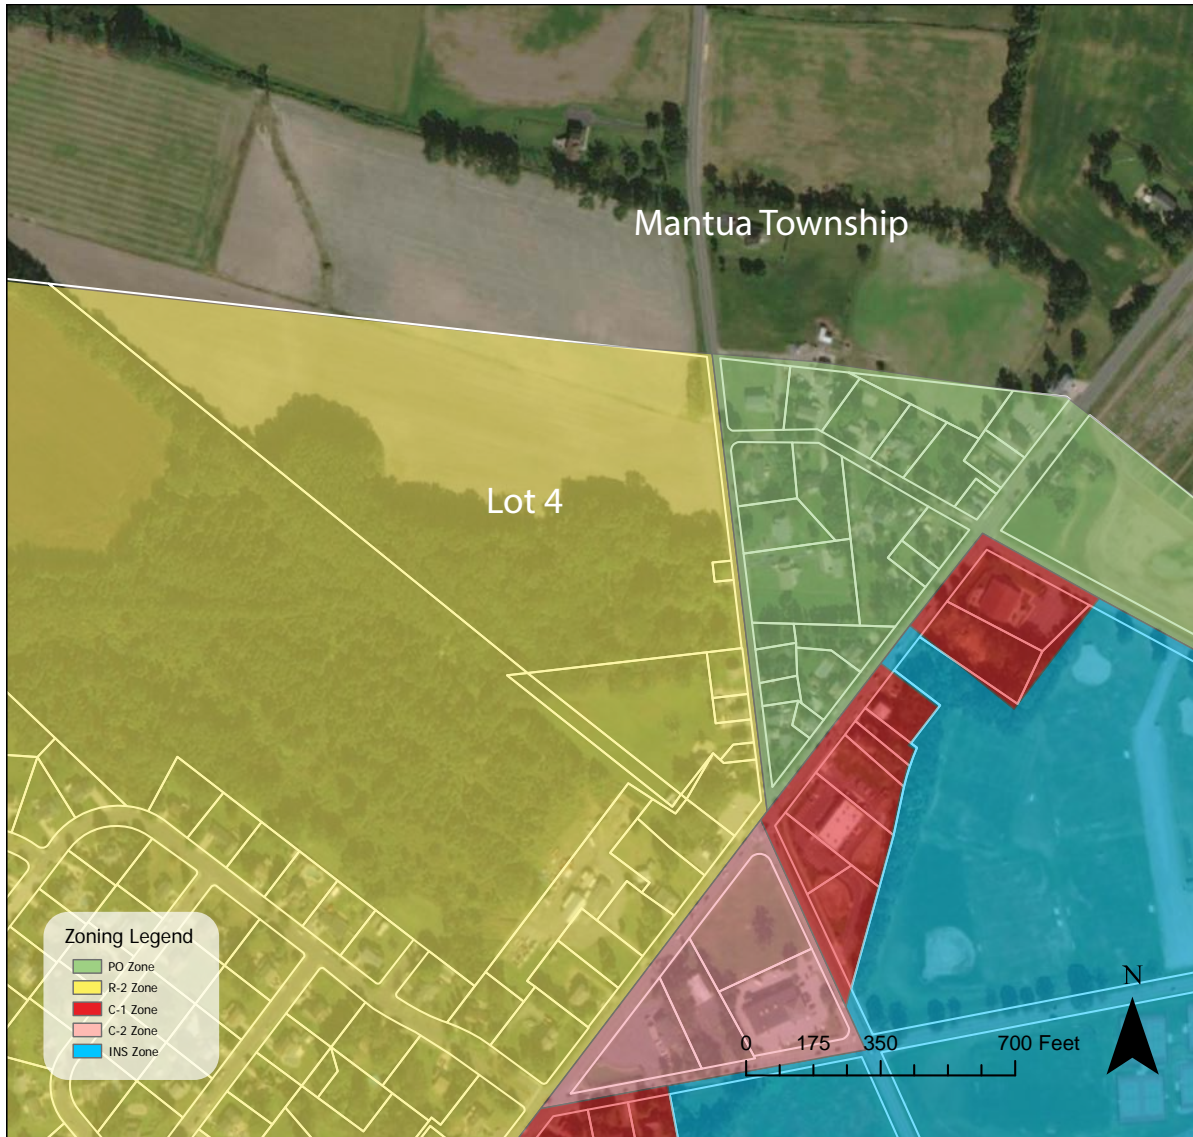 Mantua Township
Lot 4
Zoning Legend
PO Zone
R-2 Zone
C-1 Zone
C-2 Zone
INS Zone
N
0 175 350 700 Feet